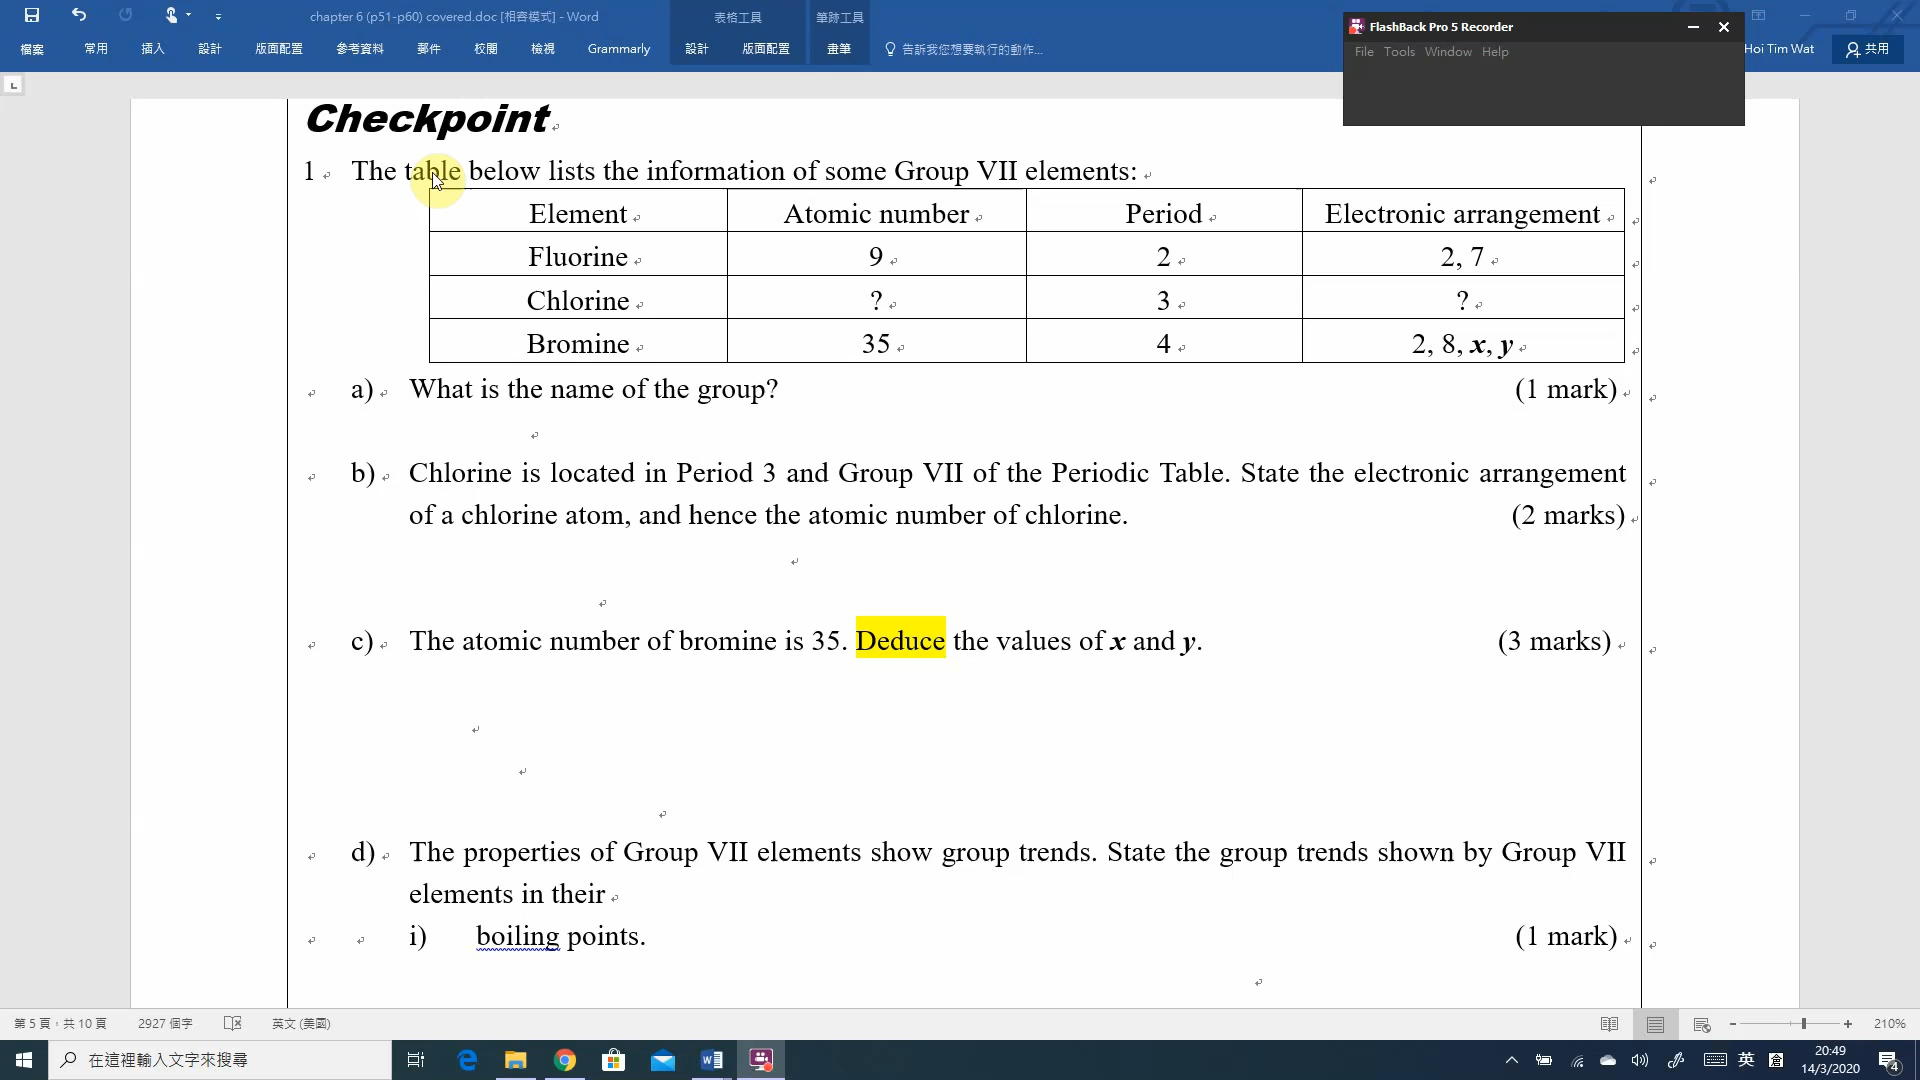 chapter 6 (p51-p60) covered.doc [相容模式] - Word
表格工具
筆跡工具
FlashBack Pro 5 Recorder
檔案 常用 插入 設計 版面配置 參考資料 郵件 校閱 檢視 Grammarly 設計 版面配置 畫筆 告訴我您想要執行的動作...
File Tools Window Help
Hoi Tim Wat
共用
Checkpoint
1 The table below lists the information of some Group VII elements:
Element Atomic number Period Electronic arrangement
Fluorine 9 2 2, 7
Chlorine ? 3 ?
Bromine 35 4 2, 8, x, y
a) What is the name of the group? (1 mark)
b) Chlorine is located in Period 3 and Group VII of the Periodic Table. State the electronic arrangement
of a chlorine atom, and hence the atomic number of chlorine. (2 marks)
c) The atomic number of bromine is 35. Deduce the values of x and y. (3 marks)
d) The properties of Group VII elements show group trends. State the group trends shown by Group VII
elements in their
i) boiling points. (1 mark)
第 5 頁，共 10 頁 2927 個字 英文 (美國) 210%
在這裡輸入文字來搜尋
英
倉
20:49
14/3/2020
4